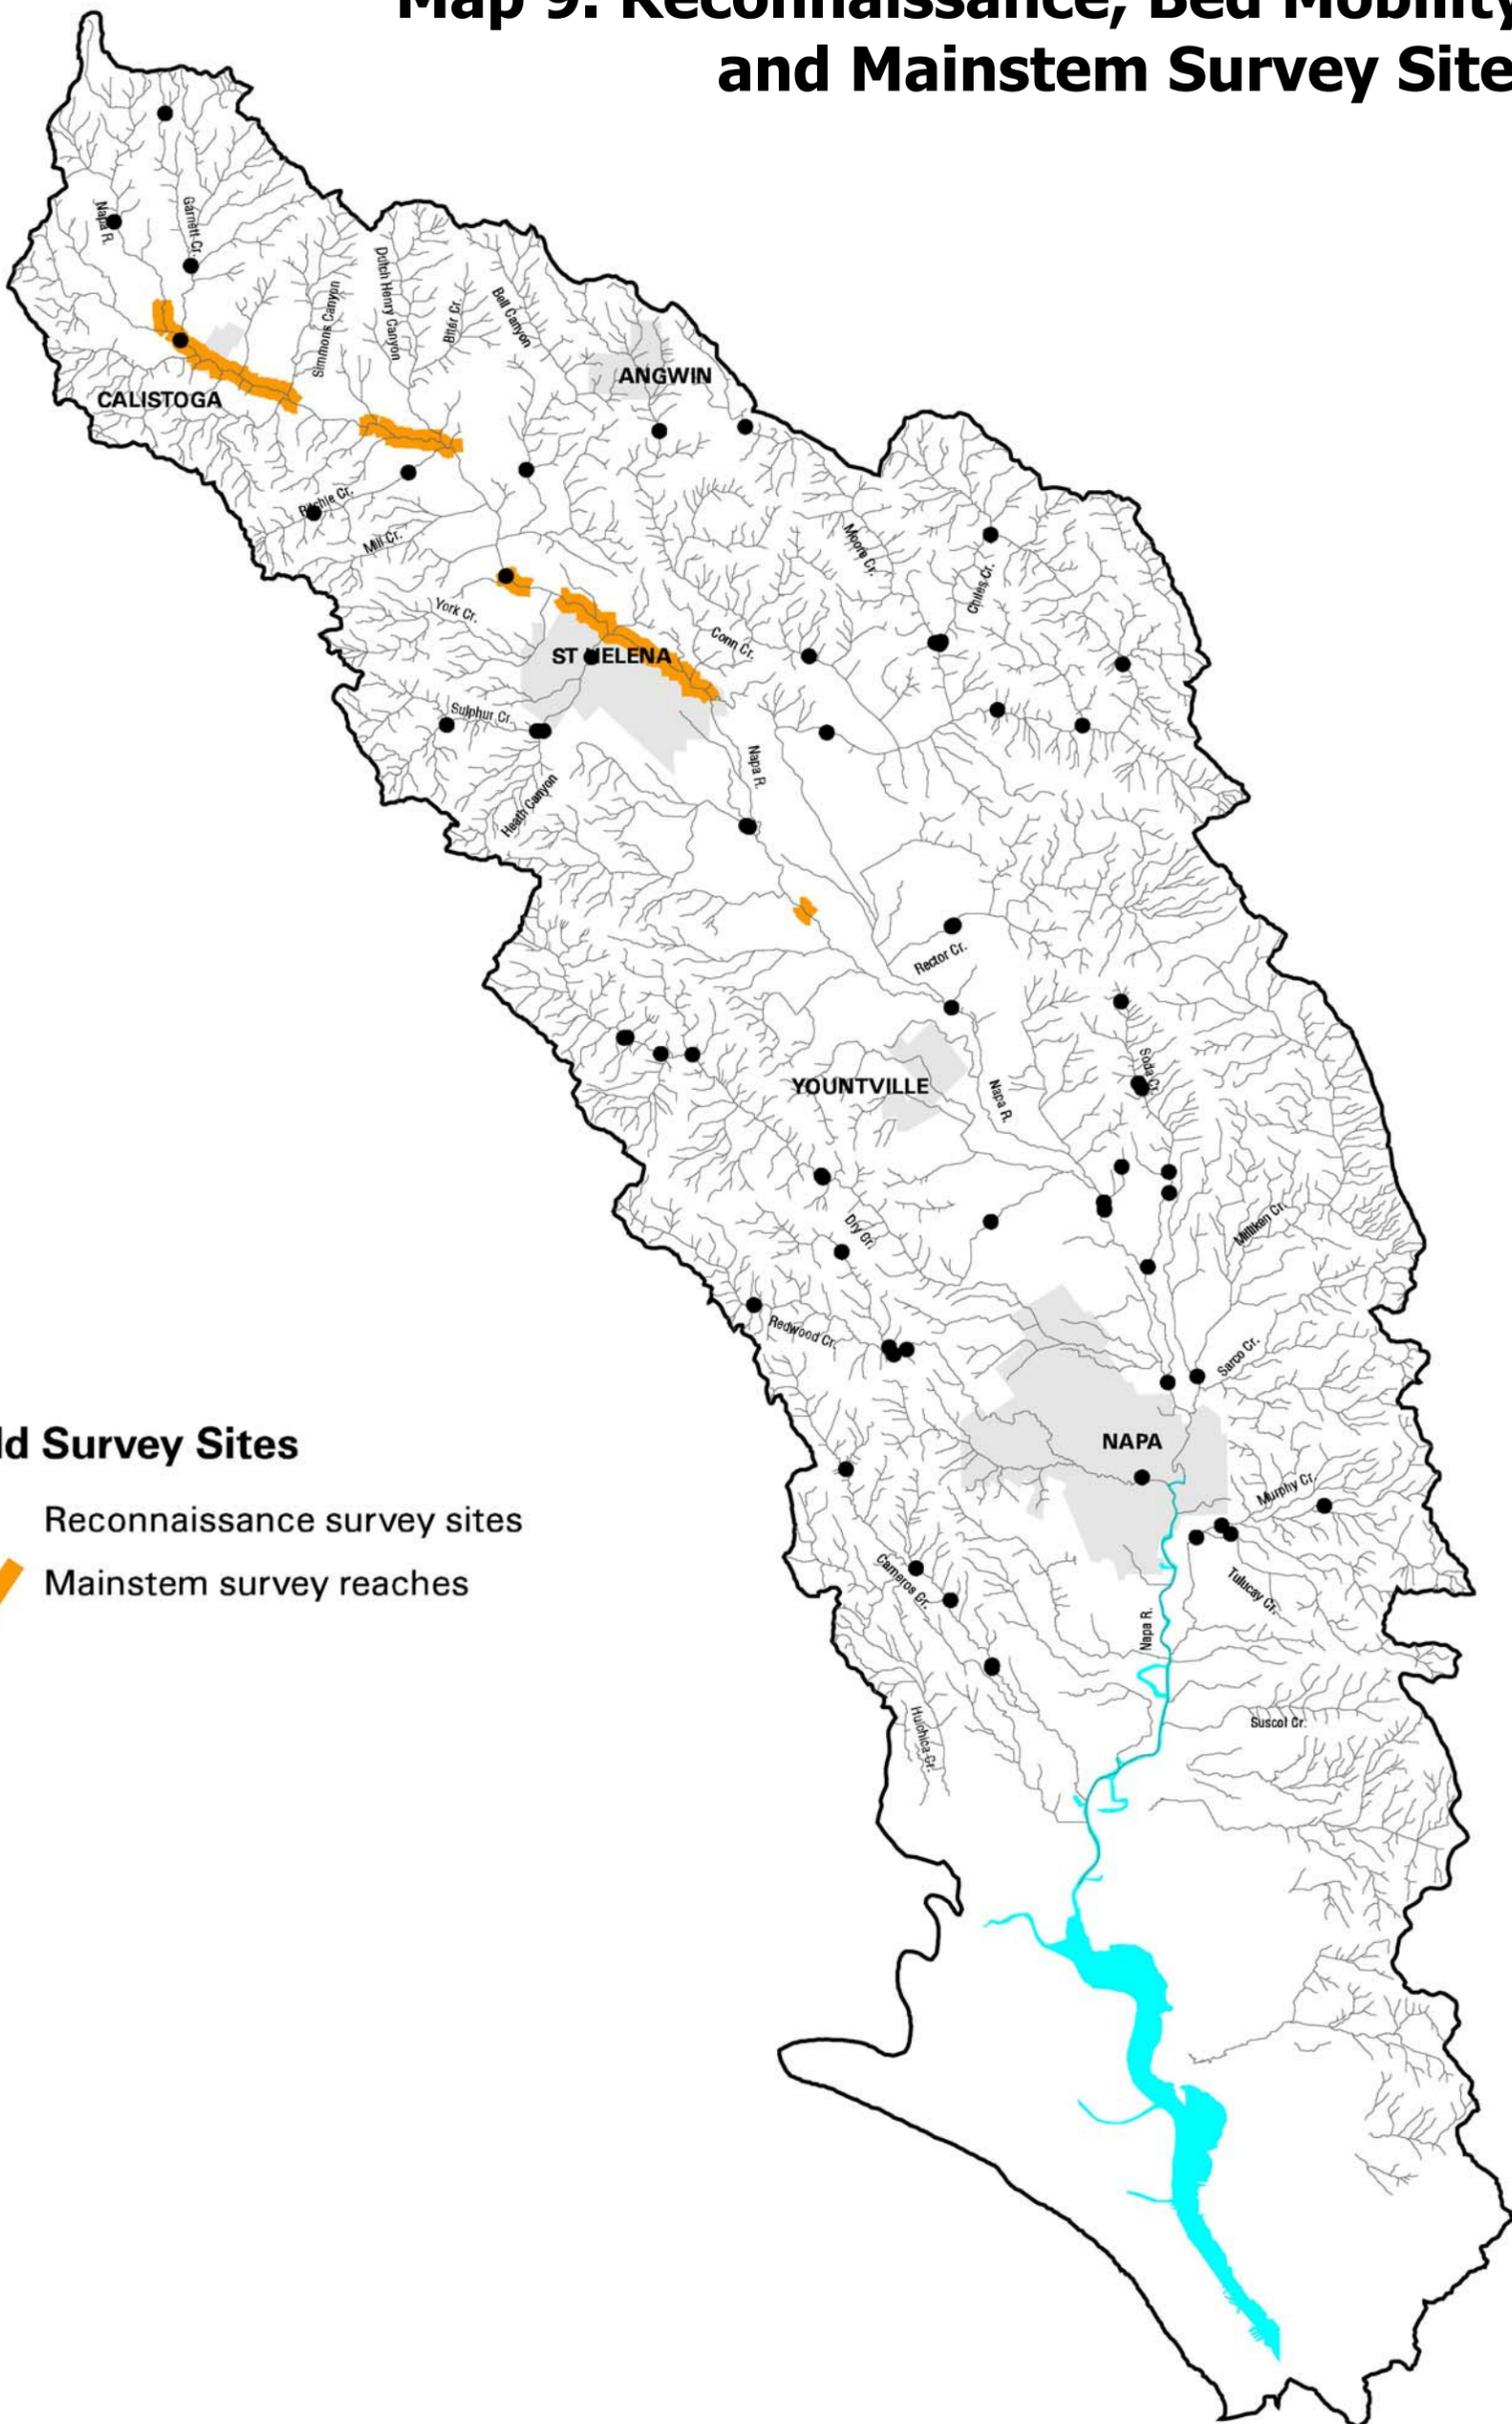 Map 9. Reconnaissance, Bed Mobility
and Mainstem Survey Site
Napa R.
Garnett Cr.
Simmons Canyon
Dutch Henry Canyon
Biter Cr.
Bell Canyon
ANGWIN
CALISTOGA
Ritchie Cr.
Mill Cr.
Moore Cr.
Chiles Cr.
York Cr.
Conn Cr.
ST HELENA
Sulphur Cr.
Napa R.
Heath Canyon
Rector Cr.
Soda Cr.
YOUNTVILLE
Napa R.
Dry Cr.
Milliken Cr.
Redwood Cr.
Sarco Cr.
NAPA
ld Survey Sites
Murphy Cr.
Reconnaissance survey sites
Carneros Cr.
Mainstem survey reaches
Tulucay Cr.
Napa R.
Huichica Cr.
Suscol Cr.